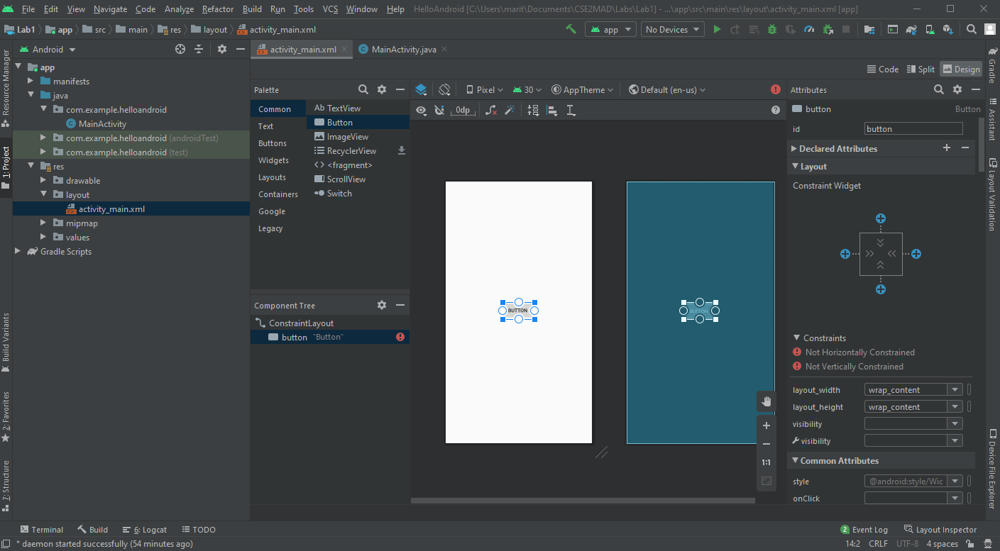 File Edit View Navigate Code Analyze Refactor Build Run Tools VCS Window Help HelloAndroid [C:\Users\marit\Documents\CSE2MAD\Labs\Lab1] - ...\app\src\main\res\layout\activity_main.xml [app]
Lab1 app src main res layout activity_main.xml app No Devices
Android
activity_main.xml MainActivity.java
Code Split Design
Resource Manager
1: Project
Build Variants
2: Favorites
7: Structure
app
manifests
java
com.example.helloandroid
MainActivity
com.example.helloandroid (androidTest)
com.example.helloandroid (test)
res
drawable
layout
activity_main.xml
mipmap
values
Gradle Scripts
Palette
Common
Text
Buttons
Widgets
Layouts
Containers
Google
Legacy
Ab TextView
Button
ImageView
RecyclerView
<fragment>
ScrollView
Switch
Component Tree
ConstraintLayout
button "Button"
Pixel 30 AppTheme Default (en-us)
0dp
BUTTON
BUTTON
1:1
Attributes
button Button
id button
Declared Attributes
Layout
Constraint Widget
Constraints
Not Horizontally Constrained
Not Vertically Constrained
layout_width wrap_content
layout_height wrap_content
visibility
visibility
Common Attributes
style @android:style/Wic
onClick
Gradle
Assistant
Layout Validation
Device File Explorer
Terminal Build 6: Logcat TODO 2 Event Log Layout Inspector
* daemon started successfully (54 minutes ago) 14:2 CRLF UTF-8 4 spaces